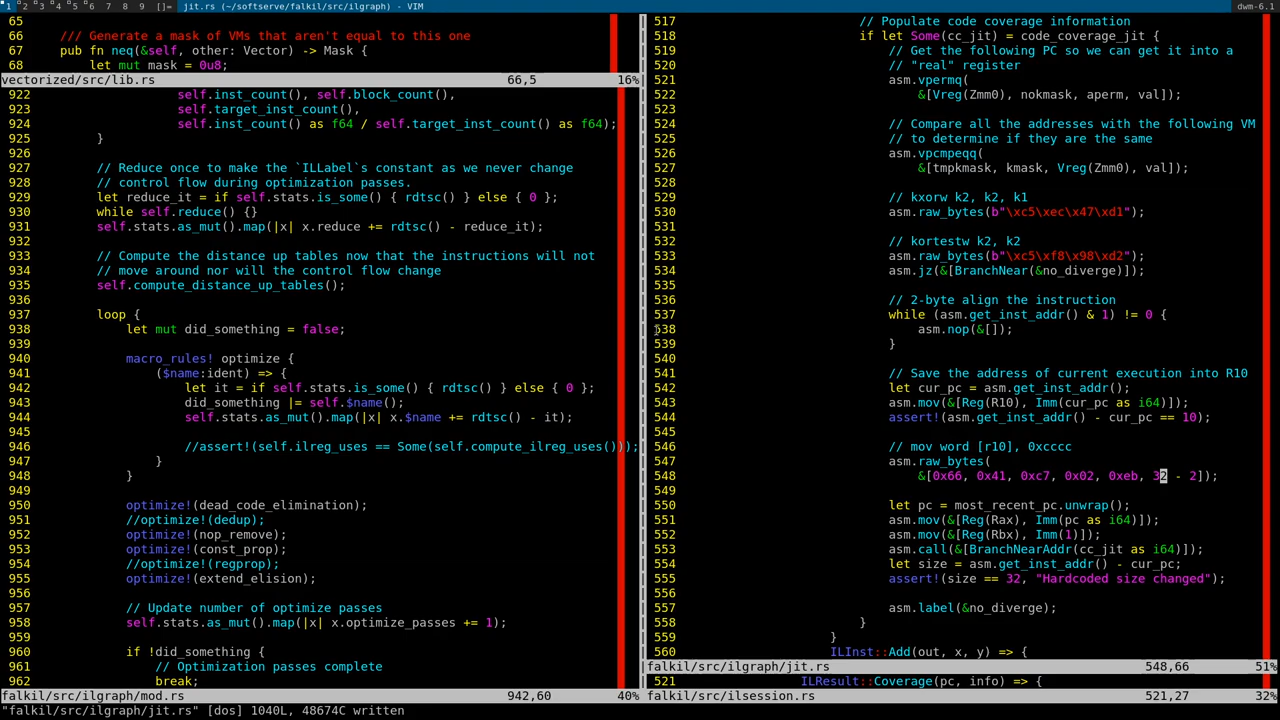 1 2 3 4 5 6 7 8 9 []= jit.rs (~/softserve/falkil/src/ilgraph) - VIM dwm-6.1
65
66 /// Generate a mask of VMs that aren't equal to this one
67 pub fn neq(&self, other: Vector) -> Mask {
68 let mut mask = 0u8;
vectorized/src/lib.rs 66,5 16%
922 self.inst_count(), self.block_count(),
923 self.target_inst_count(),
924 self.inst_count() as f64 / self.target_inst_count() as f64);
925 }
926
927 // Reduce once to make the `ILLabel`s constant as we never change
928 // control flow during optimization passes.
929 let reduce_it = if self.stats.is_some() { rdtsc() } else { 0 };
930 while self.reduce() {}
931 self.stats.as_mut().map(|x| x.reduce += rdtsc() - reduce_it);
932
933 // Compute the distance up tables now that the instructions will not
934 // move around nor will the control flow change
935 self.compute_distance_up_tables();
936
937 loop {
938 let mut did_something = false;
939
940 macro_rules! optimize {
941 ($name:ident) => {
942 let it = if self.stats.is_some() { rdtsc() } else { 0 };
943 did_something |= self.$name();
944 self.stats.as_mut().map(|x| x.$name += rdtsc() - it);
945
946 //assert!(self.ilreg_uses == Some(self.compute_ilreg_uses()));
947 }
948 }
949
950 optimize!(dead_code_elimination);
951 //optimize!(dedup);
952 optimize!(nop_remove);
953 optimize!(const_prop);
954 //optimize!(regprop);
955 optimize!(extend_elision);
956
957 // Update number of optimize passes
958 self.stats.as_mut().map(|x| x.optimize_passes += 1);
959
960 if !did_something {
961 // Optimization passes complete
962 break;
falkil/src/ilgraph/mod.rs 942,60 40%
517 // Populate code coverage information
518 if let Some(cc_jit) = code_coverage_jit {
519 // Get the following PC so we can get it into a
520 // "real" register
521 asm.vpermq(
522 &[Vreg(Zmm0), nokmask, aperm, val]);
523
524 // Compare all the addresses with the following VM
525 // to determine if they are the same
526 asm.vpcmpeqq(
527 &[tmpkmask, kmask, Vreg(Zmm0), val]);
528
529 // kxorw k2, k2, k1
530 asm.raw_bytes(b"\xc5\xec\x47\xd1");
531
532 // kortestw k2, k2
533 asm.raw_bytes(b"\xc5\xf8\x98\xd2");
534 asm.jz(&[BranchNear(&no_diverge)]);
535
536 // 2-byte align the instruction
537 while (asm.get_inst_addr() & 1) != 0 {
538 asm.nop(&[]);
539 }
540
541 // Save the address of current execution into R10
542 let cur_pc = asm.get_inst_addr();
543 asm.mov(&[Reg(R10), Imm(cur_pc as i64)]);
544 assert!(asm.get_inst_addr() - cur_pc == 10);
545
546 // mov word [r10], 0xcccc
547 asm.raw_bytes(
548 &[0x66, 0x41, 0xc7, 0x02, 0xeb, 32 - 2]);
549
550 let pc = most_recent_pc.unwrap();
551 asm.mov(&[Reg(Rax), Imm(pc as i64)]);
552 asm.mov(&[Reg(Rbx), Imm(1)]);
553 asm.call(&[BranchNearAddr(cc_jit as i64)]);
554 let size = asm.get_inst_addr() - cur_pc;
555 assert!(size == 32, "Hardcoded size changed");
556
557 asm.label(&no_diverge);
558 }
559 }
560 ILInst::Add(out, x, y) => {
falkil/src/ilgraph/jit.rs 548,66 51%
521 ILResult::Coverage(pc, info) => {
falkil/src/ilsession.rs 521,27 32%
"falkil/src/ilgraph/jit.rs" [dos] 1040L, 48674C written